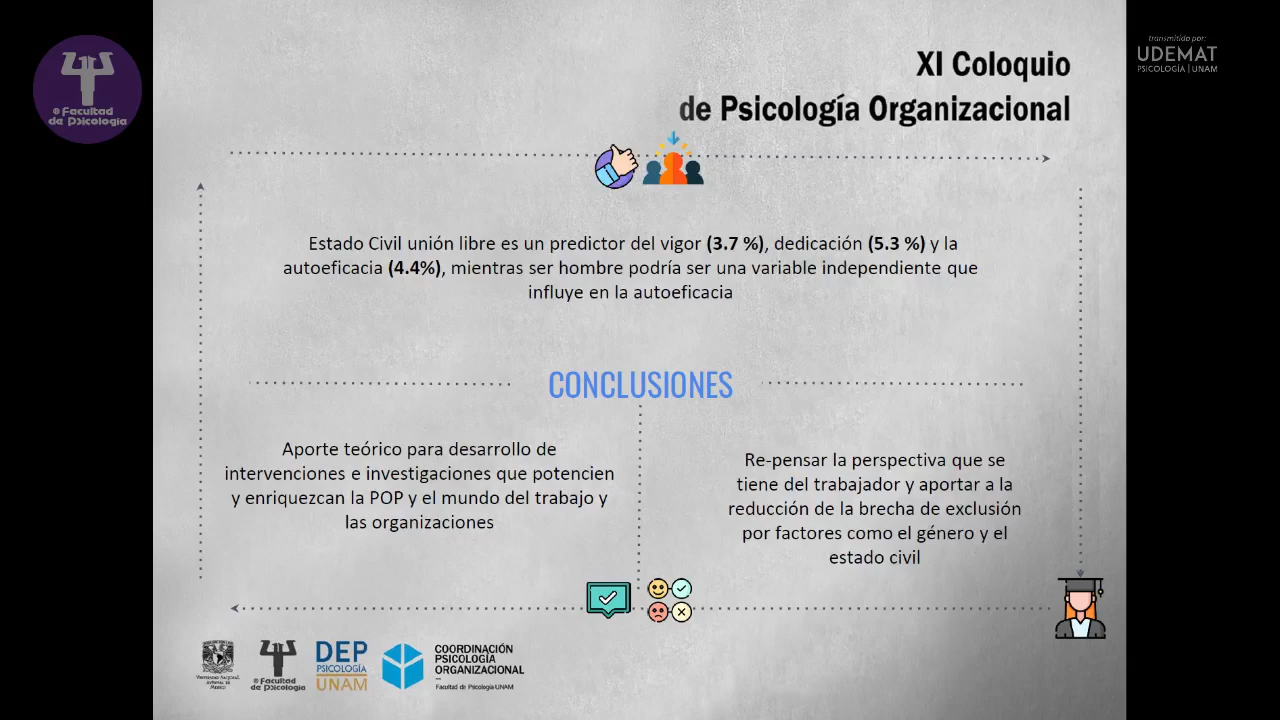 XI Coloquio
de Psicología Organizacional
transmitido por:
UDEMAT
PSICOLOGÍA | UNAM
© Facultad
de Psicología
Estado Civil unión libre es un predictor del vigor (3.7 %), dedicación (5.3 %) y la
autoeficacia (4.4%), mientras ser hombre podría ser una variable independiente que
influye en la autoeficacia
CONCLUSIONES
Aporte teórico para desarrollo de
intervenciones e investigaciones que potencien
y enriquezcan la POP y el mundo del trabajo y
las organizaciones
Re-pensar la perspectiva que se
tiene del trabajador y aportar a la
reducción de la brecha de exclusión
por factores como el género y el
estado civil
Universidad Nacional
Autónoma de
México
© Facultad
de Psicología
DEP
PSICOLOGÍA
UNAM
COORDINACIÓN
PSICOLOGÍA
ORGANIZACIONAL
Facultad de Psicología UNAM